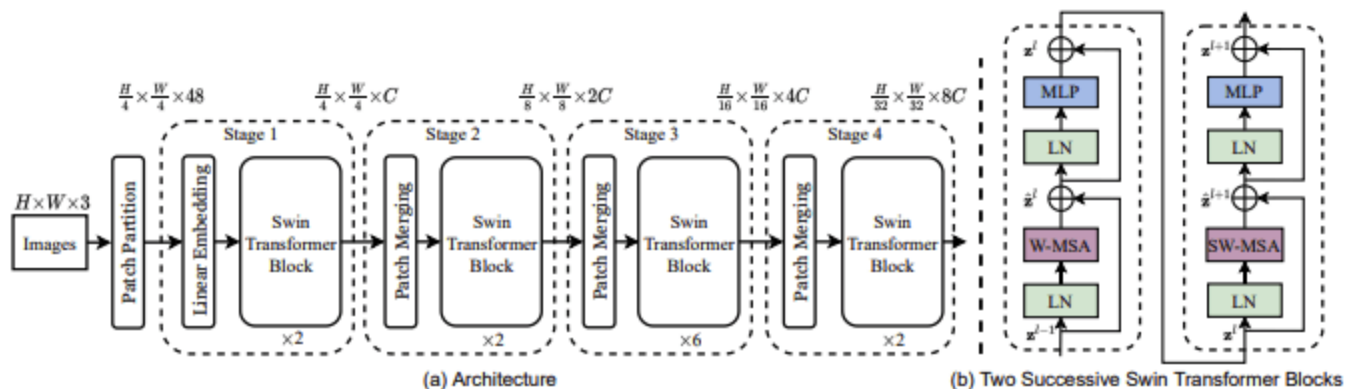 H/4 × W/4 × 48
H/4 × W/4 × C
H/8 × W/8 × 2C
H/16 × W/16 × 4C
H/32 × W/32 × 8C
Stage 1
Stage 2
Stage 3
Stage 4
H×W×3
Images
Patch Partition
Linear Embedding
Swin
Transformer
Block
×2
Patch Merging
Swin
Transformer
Block
×2
Patch Merging
Swin
Transformer
Block
×6
Patch Merging
Swin
Transformer
Block
×2
(a) Architecture
z^l
MLP
LN
ẑ^l
W-MSA
LN
z^{l-1}
z^{l+1}
MLP
LN
ẑ^{l+1}
SW-MSA
LN
z^l
(b) Two Successive Swin Transformer Blocks